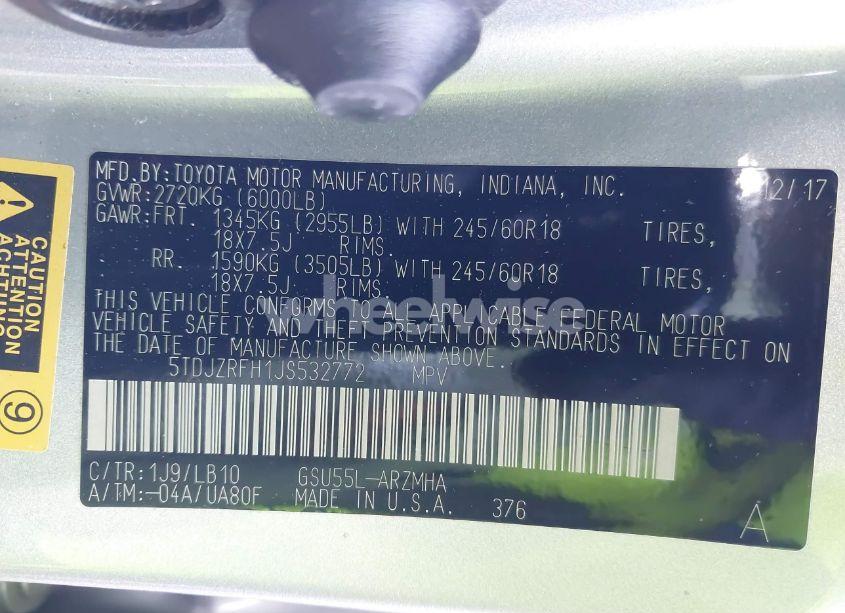 MFD.BY:TOYOTA MOTOR MANUFACTURING, INDIANA, INC. 12/17
GVWR:2720KG (6000LB)
GAWR:FRT. 1345KG (2955LB) WITH 245/60R18 TIRES,
18X7.5J RIMS.
RR. 1590KG (3505LB) WITH 245/60R18 TIRES,
18X7.5J RIMS.
THIS VEHICLE CONFORMS TO ALL APPLICABLE FEDERAL MOTOR
VEHICLE SAFETY AND THEFT PREVENTION STANDARDS IN EFFECT ON
THE DATE OF MANUFACTURE SHOWN ABOVE.
5TDJZRFH1JS532772 MPV
C/TR:1J9/LB10 GSU55L-ARZMHA
A/TM:-04A/UA80F MADE IN U.S.A. 376 A
CAUTION
ATTENTION
ACHTUNG
9
wheelwise